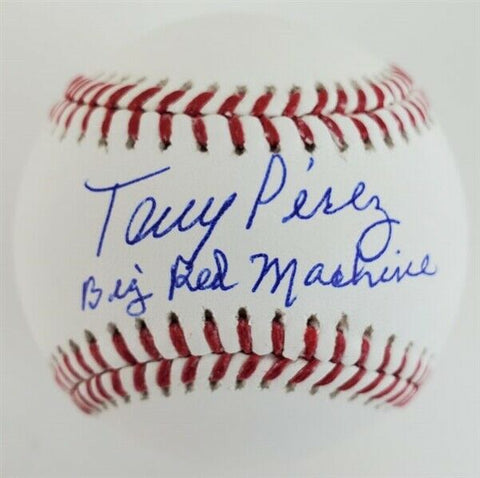 Tony Pérez
Big Red Machine